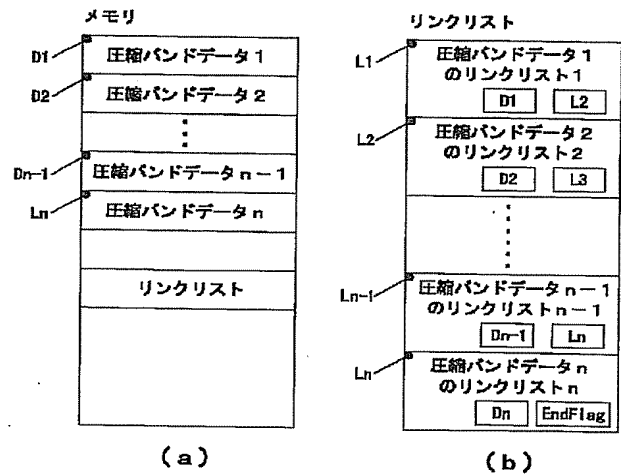 メモリ
D1
圧縮バンドデータ1
D2
圧縮バンドデータ2
Dn-1
圧縮バンドデータn-1
Ln
圧縮バンドデータn
リンクリスト
(a)
リンクリスト
L1
圧縮バンドデータ1
のリンクリスト1
D1 L2
L2
圧縮バンドデータ2
のリンクリスト2
D2 L3
Ln-1
圧縮バンドデータn-1
のリンクリストn-1
Dn-1 Ln
Ln
圧縮バンドデータn
のリンクリストn
Dn EndFlag
(b)